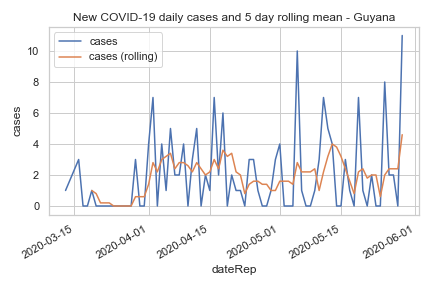 New COVID-19 daily cases and 5 day rolling mean - Guyana
cases
cases (rolling)
10
8
6
4
2
0
cases
2020-03-15
2020-04-01
2020-04-15
2020-05-01
2020-05-15
2020-06-01
dateRep